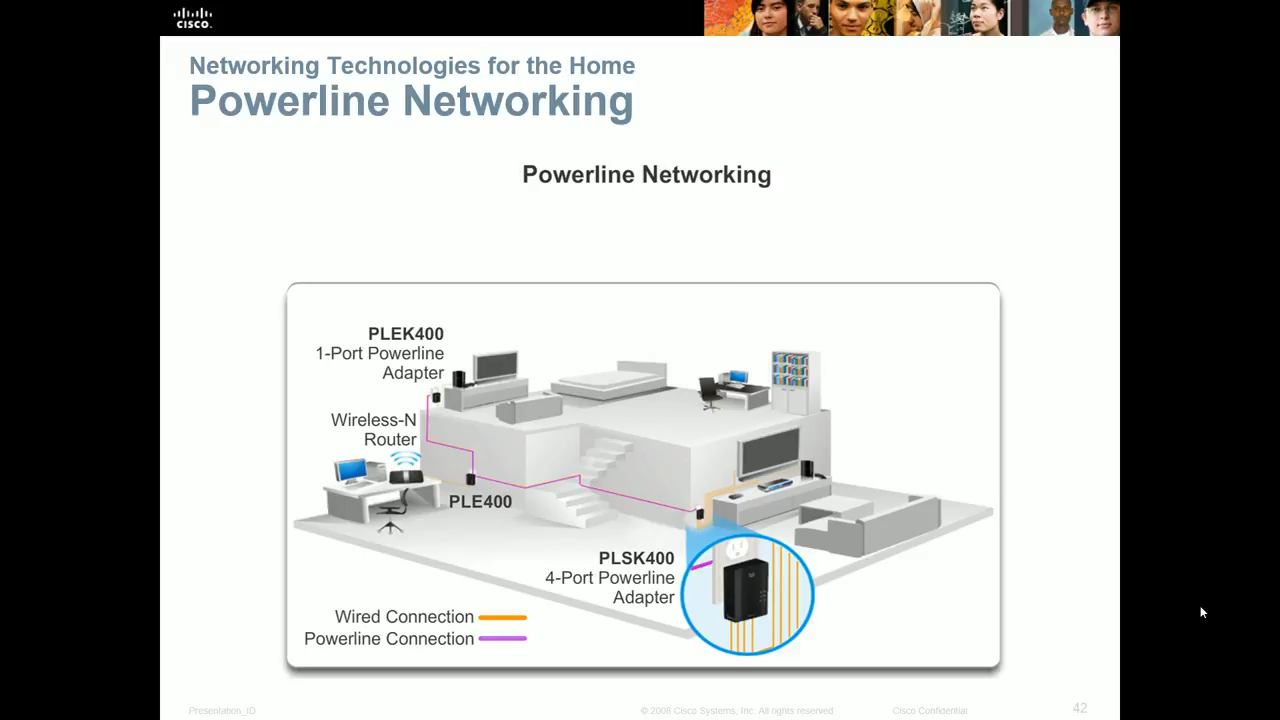 CISCO
Networking Technologies for the Home
Powerline Networking
Powerline Networking
PLEK400
1-Port Powerline
Adapter
Wireless-N
Router
PLE400
PLSK400
4-Port Powerline
Adapter
Wired Connection
Powerline Connection
Presentation_ID
© 2008 Cisco Systems, Inc. All rights reserved
Cisco Confidential
42